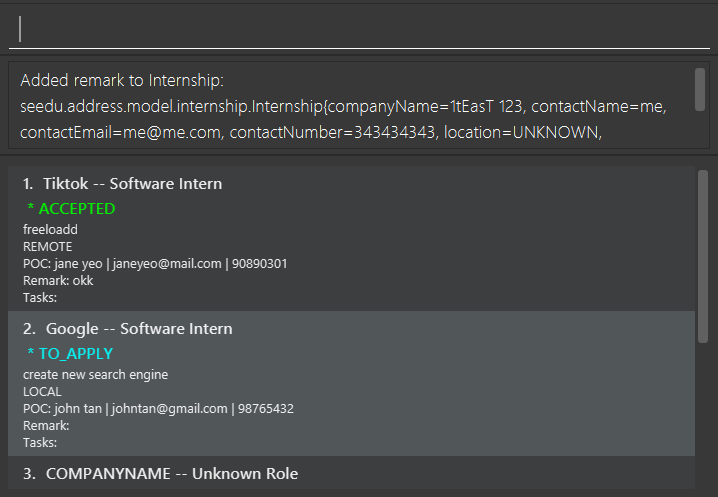 Added remark to Internship:
seedu.address.model.internship.Internship{companyName=1tEasT 123, contactName=me,
contactEmail=me@me.com, contactNumber=343434343, location=UNKNOWN,
1. Tiktok -- Software Intern
* ACCEPTED
freeloadd
REMOTE
POC: jane yeo | janeyeo@mail.com | 90890301
Remark: okk
Tasks:
2. Google -- Software Intern
* TO_APPLY
create new search engine
LOCAL
POC: john tan | johntan@gmail.com | 98765432
Remark:
Tasks:
3. COMPANYNAME -- Unknown Role